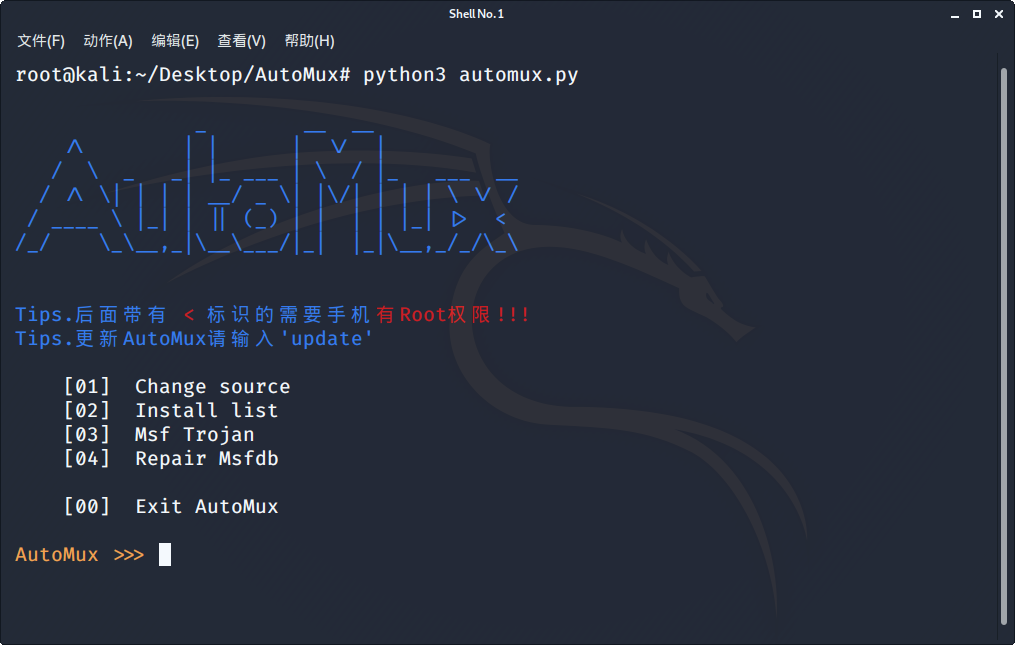 Shell No. 1
文件(F) 动作(A) 编辑(E) 查看(V) 帮助(H)
root@kali:~/Desktop/AutoMux# python3 automux.py
AutoMux
Tips.后面带有 < 标识的需要手机有Root权限!!!
Tips.更新AutoMux请输入'update'
[01] Change source
[02] Install list
[03] Msf Trojan
[04] Repair Msfdb
[00] Exit AutoMux
AutoMux >>>